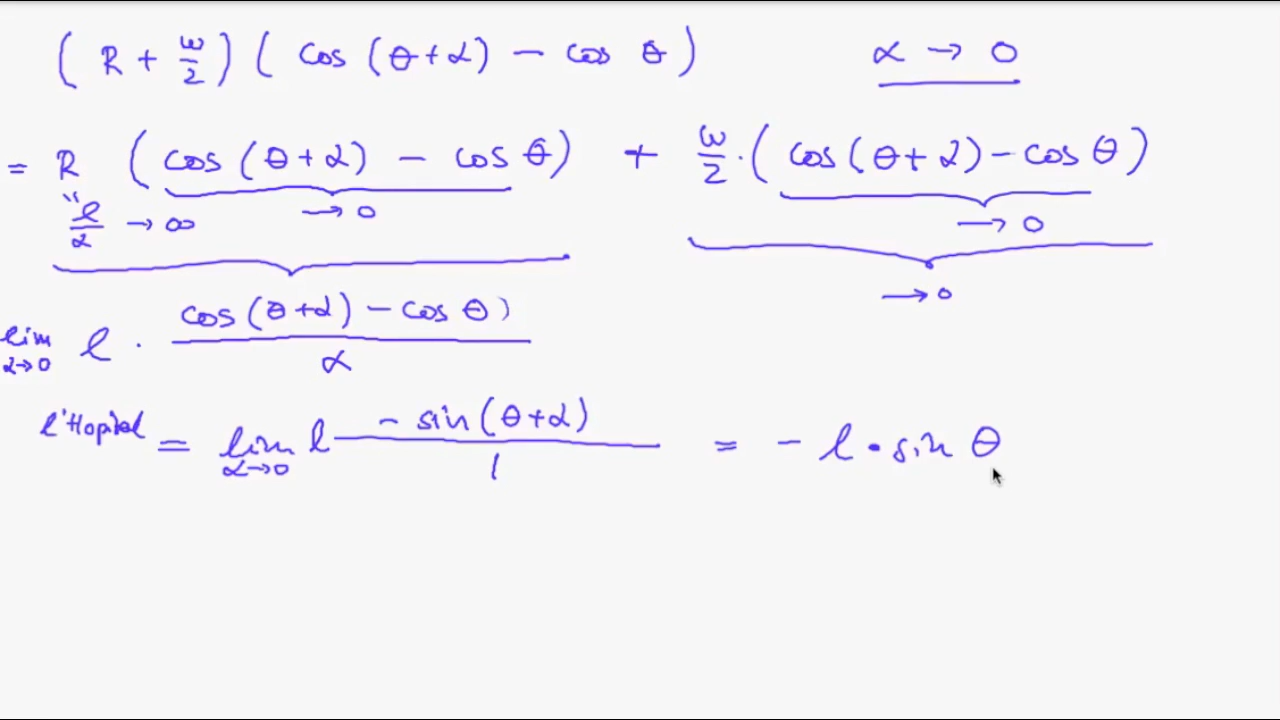 (R + w/2) (cos(θ+α) − cos θ) α → 0
= R (cos(θ+α) − cos θ) + w/2 · (cos(θ+α) − cos θ)
" l/α → ∞ → 0 → 0
→ 0
lim α→0 l · (cos(θ+α) − cos θ) / α
l'Hopital = lim α→0 l −sin(θ+α) / 1 = − l · sin θ